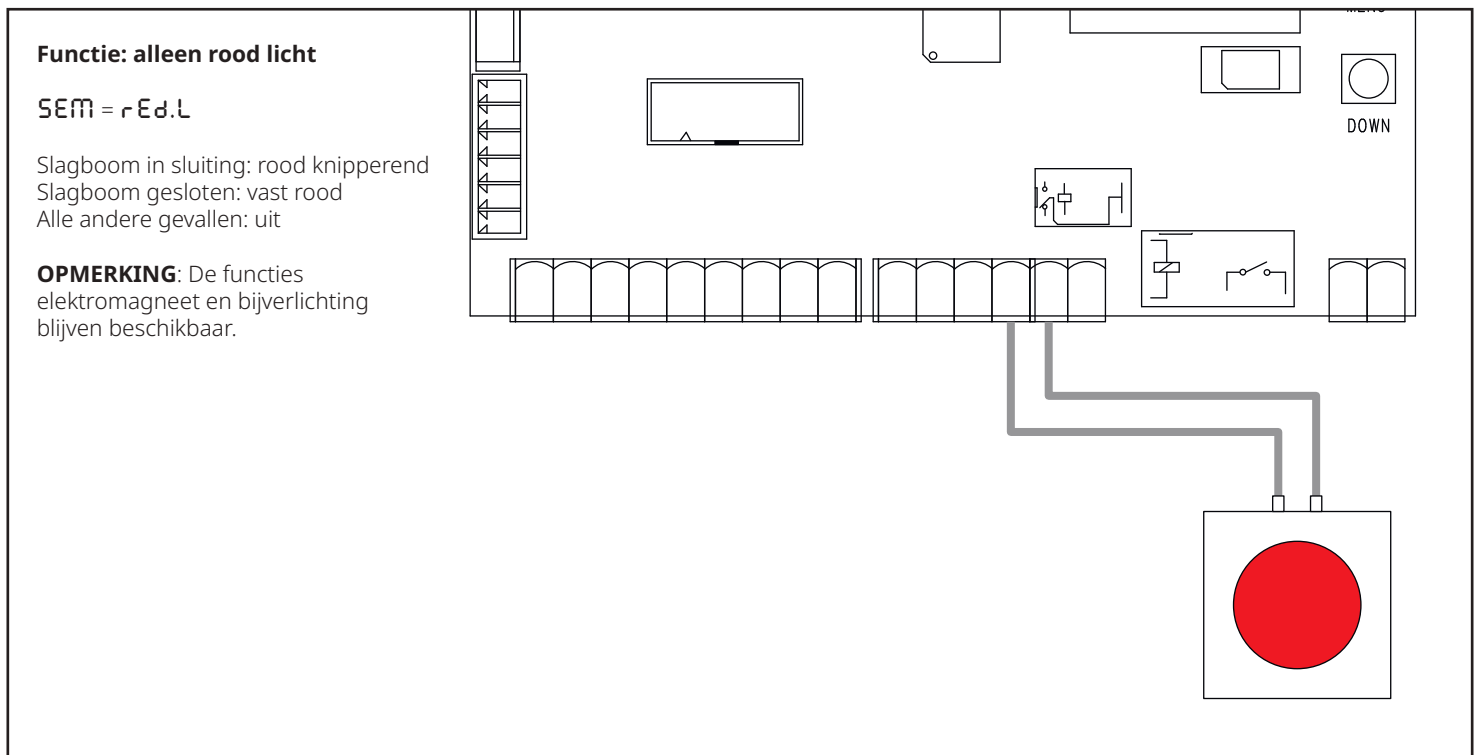 Functie: alleen rood licht
SEM = rEd.L
Slagboom in sluiting: rood knipperend
Slagboom gesloten: vast rood
Alle andere gevallen: uit
OPMERKING: De functies
elektromagneet en bijverlichting
blijven beschikbaar.
DOWN